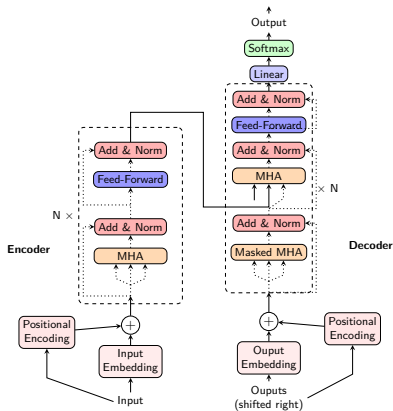 Output
Softmax
Linear
Add & Norm
Feed-Forward
Add & Norm
MHA
× N
Add & Norm
Masked MHA
Decoder
Add & Norm
Feed-Forward
N ×
Add & Norm
MHA
Encoder
Positional
Encoding
+
Input
Embedding
Input
+
Positional
Encoding
Ouput
Embedding
Ouputs
(shifted right)